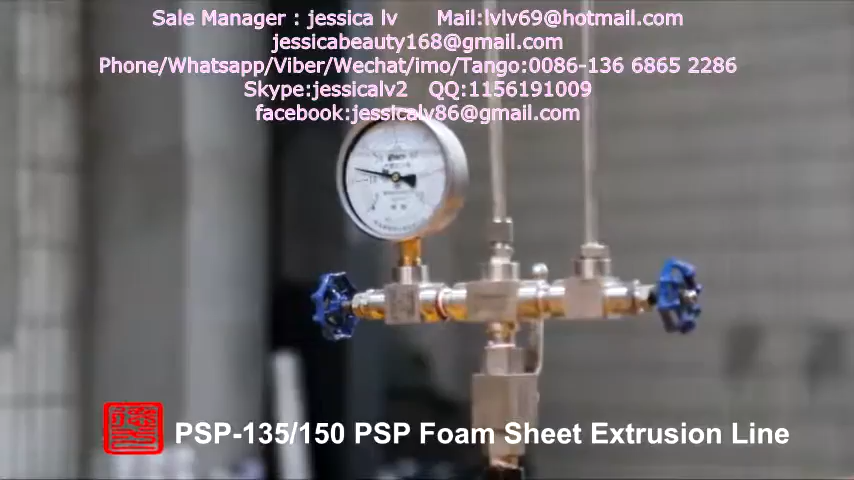 Sale Manager : jessica lv Mail:lvlv69@hotmail.com
jessicabeauty168@gmail.com
Phone/Whatsapp/Viber/Wechat/imo/Tango:0086-136 6865 2286
Skype:jessicalv2 QQ:1156191009
facebook:jessicalv86@gmail.com
PSP-135/150 PSP Foam Sheet Extrusion Line